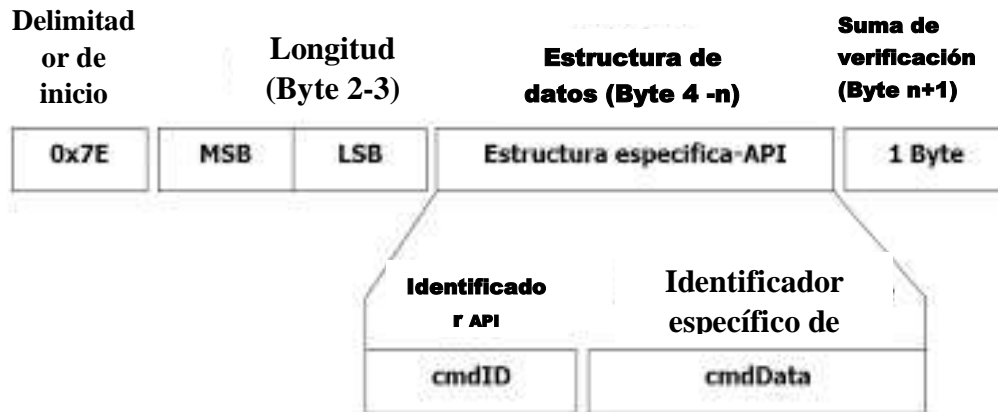 Delimitad
or de
inicio
Longitud
(Byte 2-3)
Estructura de
datos (Byte 4 -n)
Suma de
verificación
(Byte n+1)
0x7E
MSB
LSB
Estructura especifica-API
1 Byte
Identificado
r API
Identificador
específico de
cmdID
cmdData